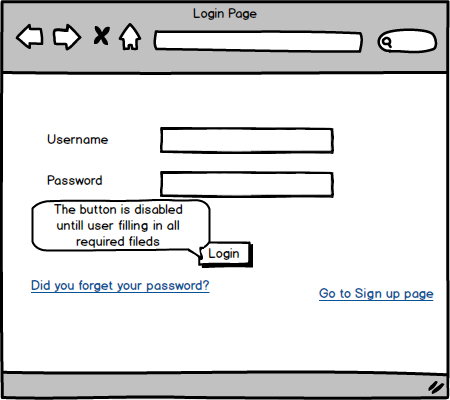 Login Page
Username
Password
The button is disabled
untill user filling in all
required fileds
Login
Did you forget your password?
Go to Sign up page